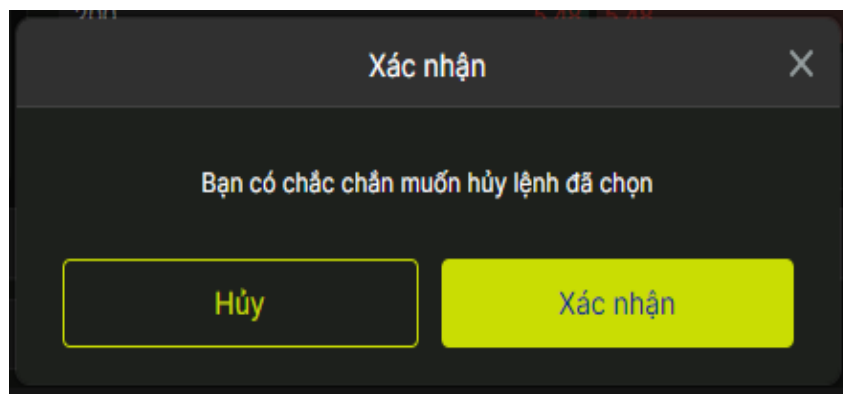 Xác nhận
Bạn có chắc chắn muốn hủy lệnh đã chọn
Hủy
Xác nhận